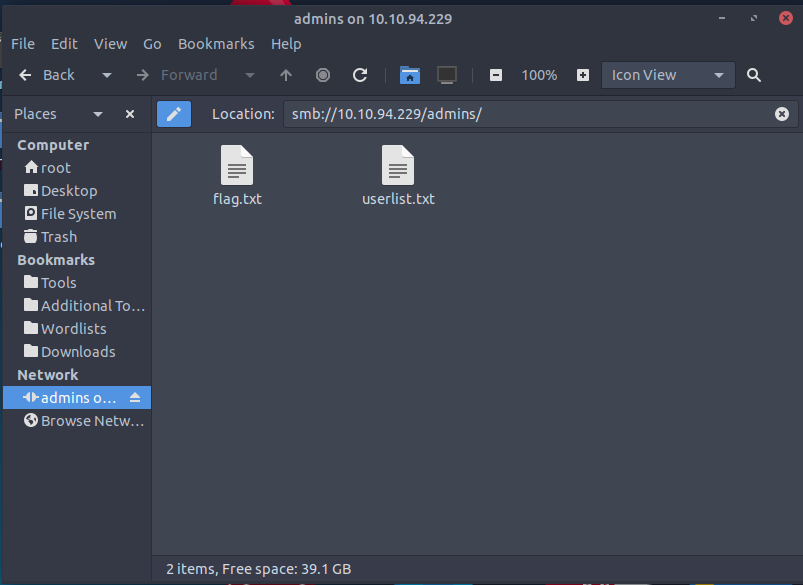 admins on 10.10.94.229
File Edit View Go Bookmarks Help
Back Forward 100% Icon View
Places Location: smb://10.10.94.229/admins/
Computer
root
Desktop
File System
Trash
Bookmarks
Tools
Additional To...
Wordlists
Downloads
Network
admins o...
Browse Netw...
flag.txt userlist.txt
2 items, Free space: 39.1 GB